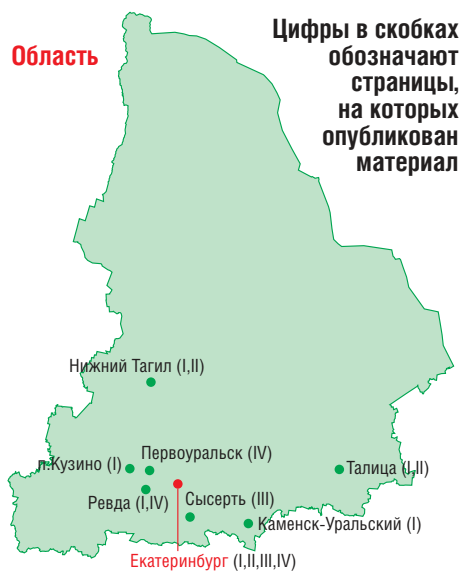 Область
Цифры в скобках
обозначают
страницы,
на которых
опубликован
материал
Нижний Тагил (I,II)
п.Кузино (I)
Первоуральск (IV)
Талица (I,II)
Ревда (I,IV)
Сысерть (III)
Каменск-Уральский (I)
Екатеринбург (I,II,III,IV)